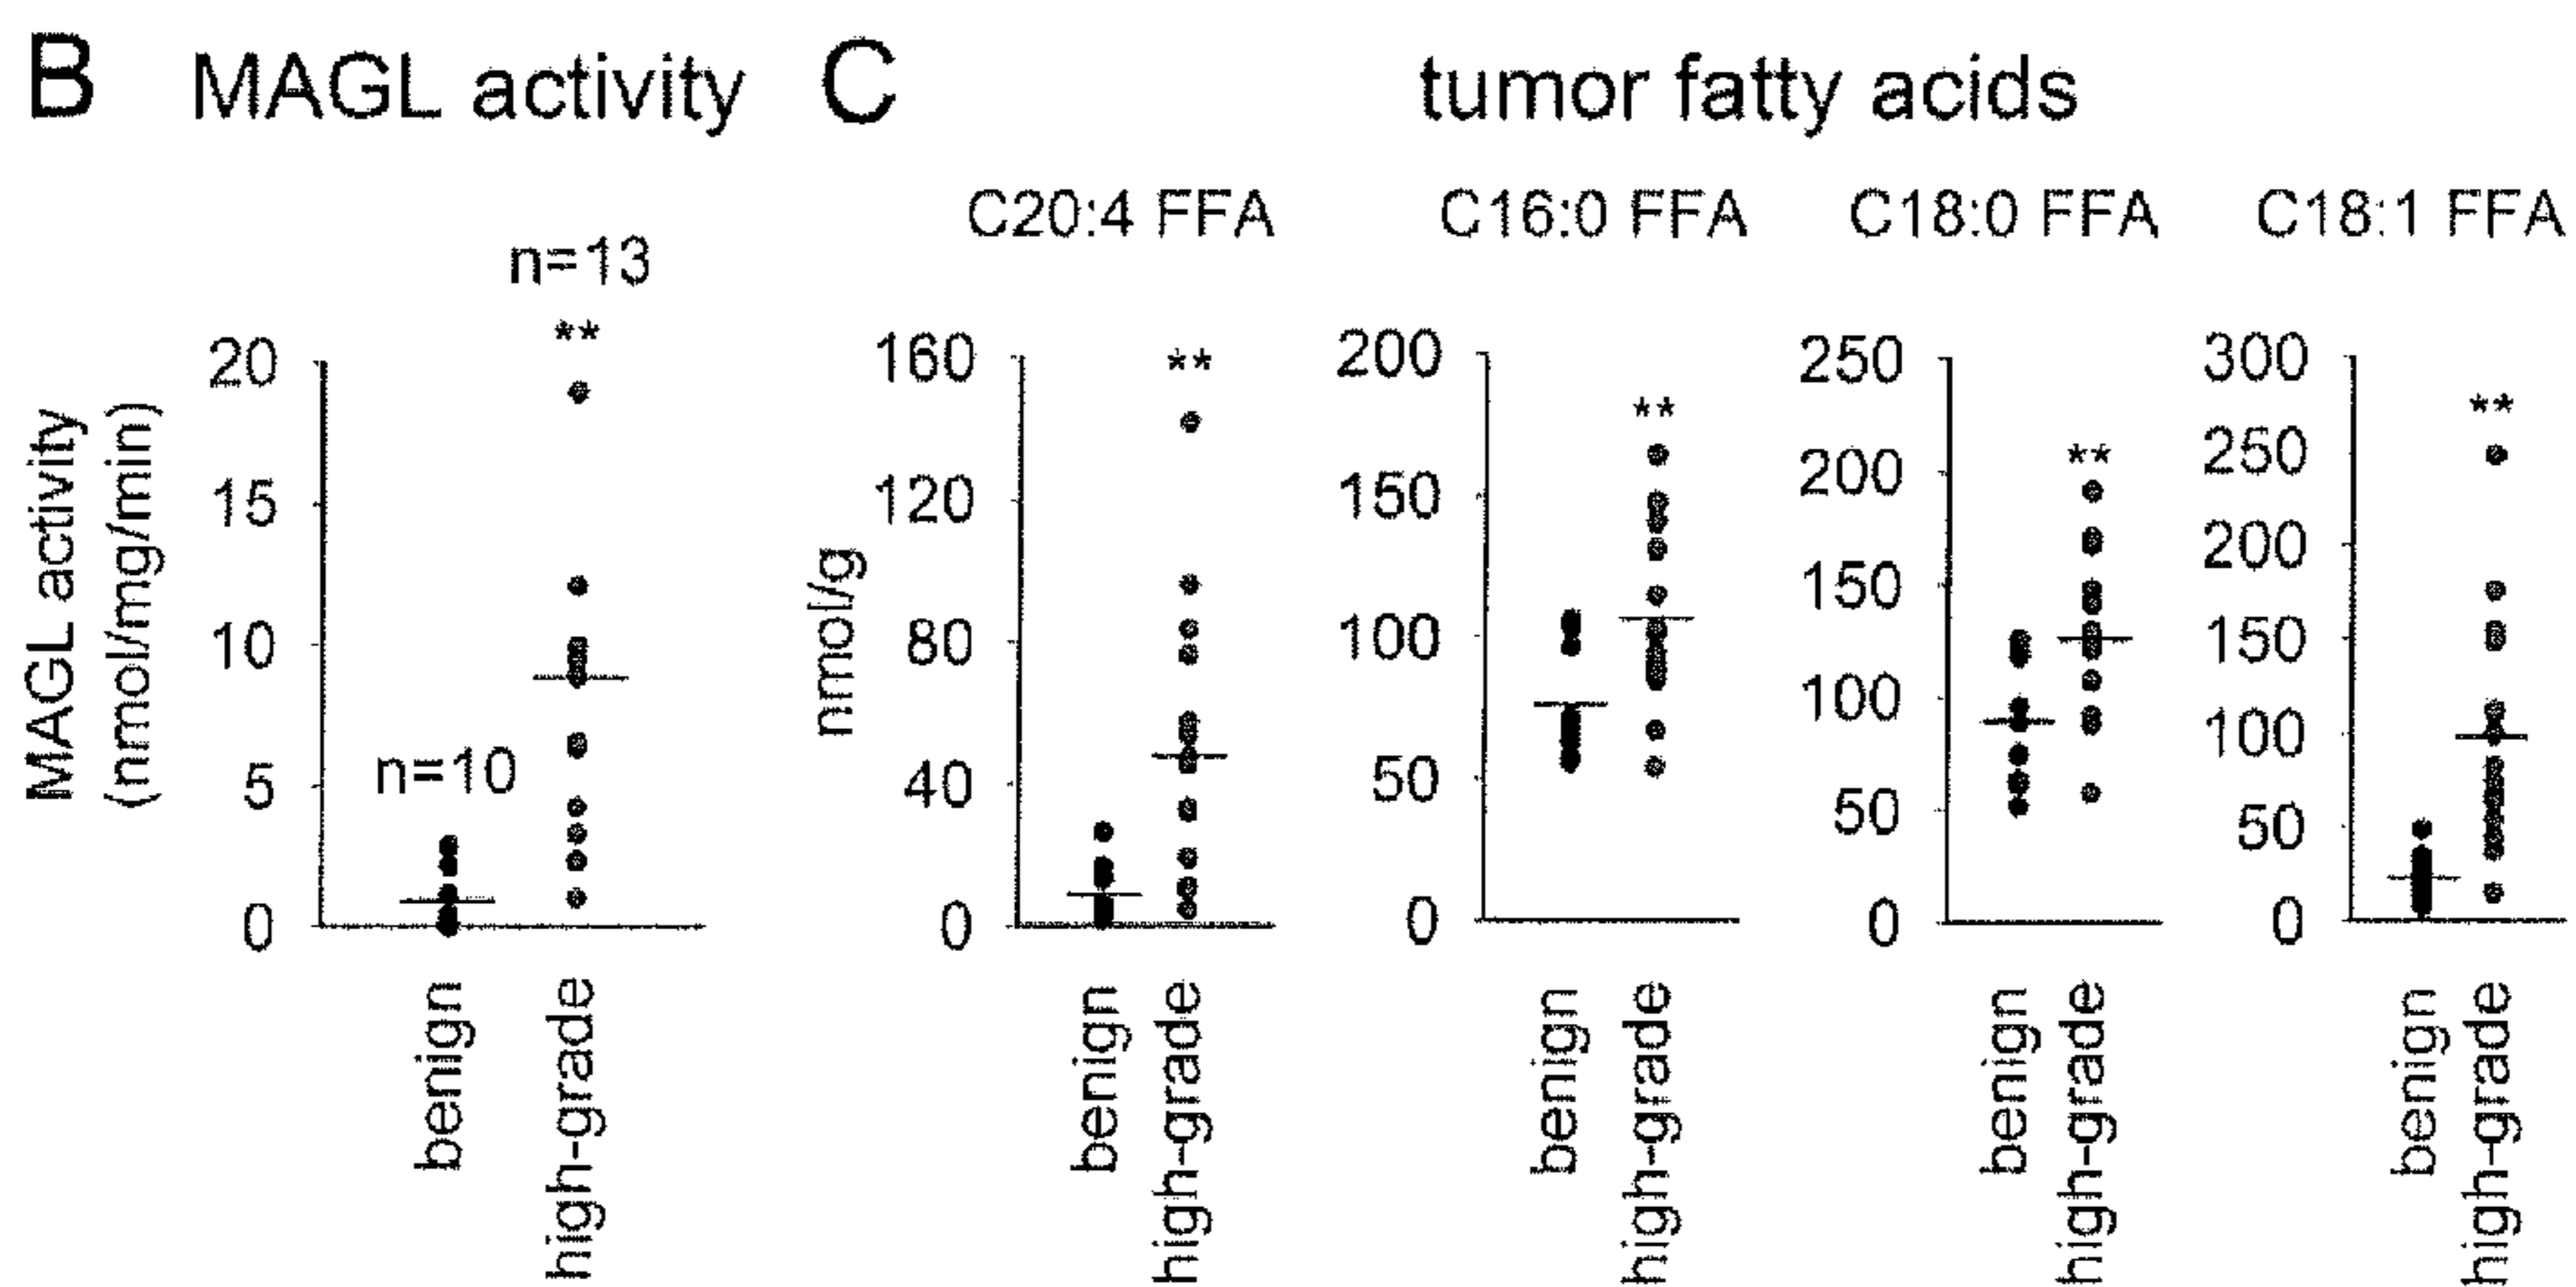 B MAGL activity
n=13
**
MAGL activity
(nmol/mg/min)
20
15
10
5
0
n=10
benign
high-grade
C tumor fatty acids
nmol/g
C20:4 FFA
**
160
120
80
40
0
benign
high-grade
C16:0 FFA
**
200
150
100
50
0
benign
high-grade
C18:0 FFA
**
250
200
150
100
50
0
benign
high-grade
C18:1 FFA
**
300
250
200
150
100
50
0
benign
high-grade